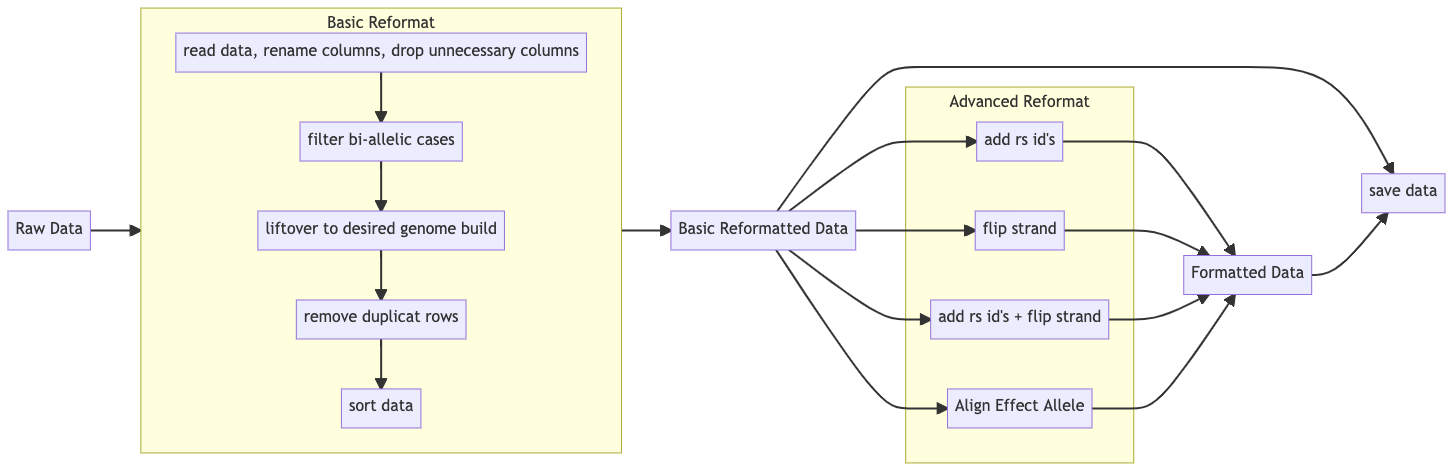 Raw Data
Basic Reformat
read data, rename columns, drop unnecessary columns
filter bi-allelic cases
liftover to desired genome build
remove duplicat rows
sort data
Basic Reformatted Data
Advanced Reformat
add rs id's
flip strand
add rs id's + flip strand
Align Effect Allele
Formatted Data
save data